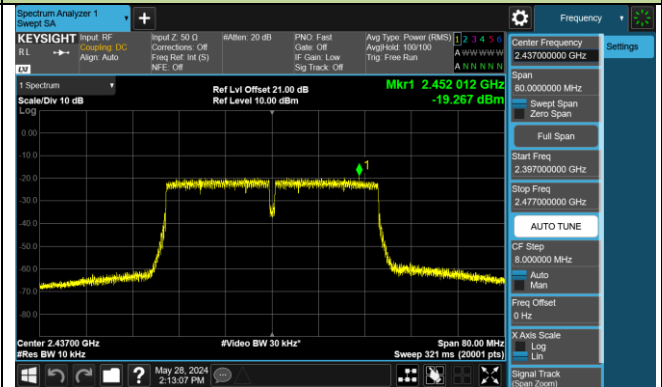 Spectrum Analyzer 1
Swept SA
Frequency
KEYSIGHT
R L
LXI
Input: RF
Coupling: DC
Align: Auto
Input Z: 50 Ω
Corrections: Off
Freq Ref: Int (S)
NFE: Off
#Atten: 20 dB
PNO: Fast
Gate: Off
IF Gain: Low
Sig Track: Off
Avg Type: Power (RMS)
Avg|Hold: 100/100
Trig: Free Run
1 2 3 4 5 6
A W W W W W
A N N N N N
Center Frequency
2.437000000 GHz
Settings
Span
80.0000000 MHz
Swept Span
Zero Span
Full Span
Start Freq
2.397000000 GHz
Stop Freq
2.477000000 GHz
AUTO TUNE
CF Step
8.000000 MHz
Auto
Man
Freq Offset
0 Hz
X Axis Scale
Log
Lin
Signal Track
(Span Zoom)
1 Spectrum
Scale/Div 10 dB
Log
Ref Lvl Offset 21.00 dB
Ref Level 10.00 dBm
Mkr1 2.452 012 GHz
-19.267 dBm
1
0.00
-10.0
-20.0
-30.0
-40.0
-50.0
-60.0
-70.0
-80.0
Center 2.43700 GHz
#Res BW 10 kHz
#Video BW 30 kHz*
Span 80.00 MHz
Sweep 321 ms (20001 pts)
?
May 28, 2024
2:13:07 PM